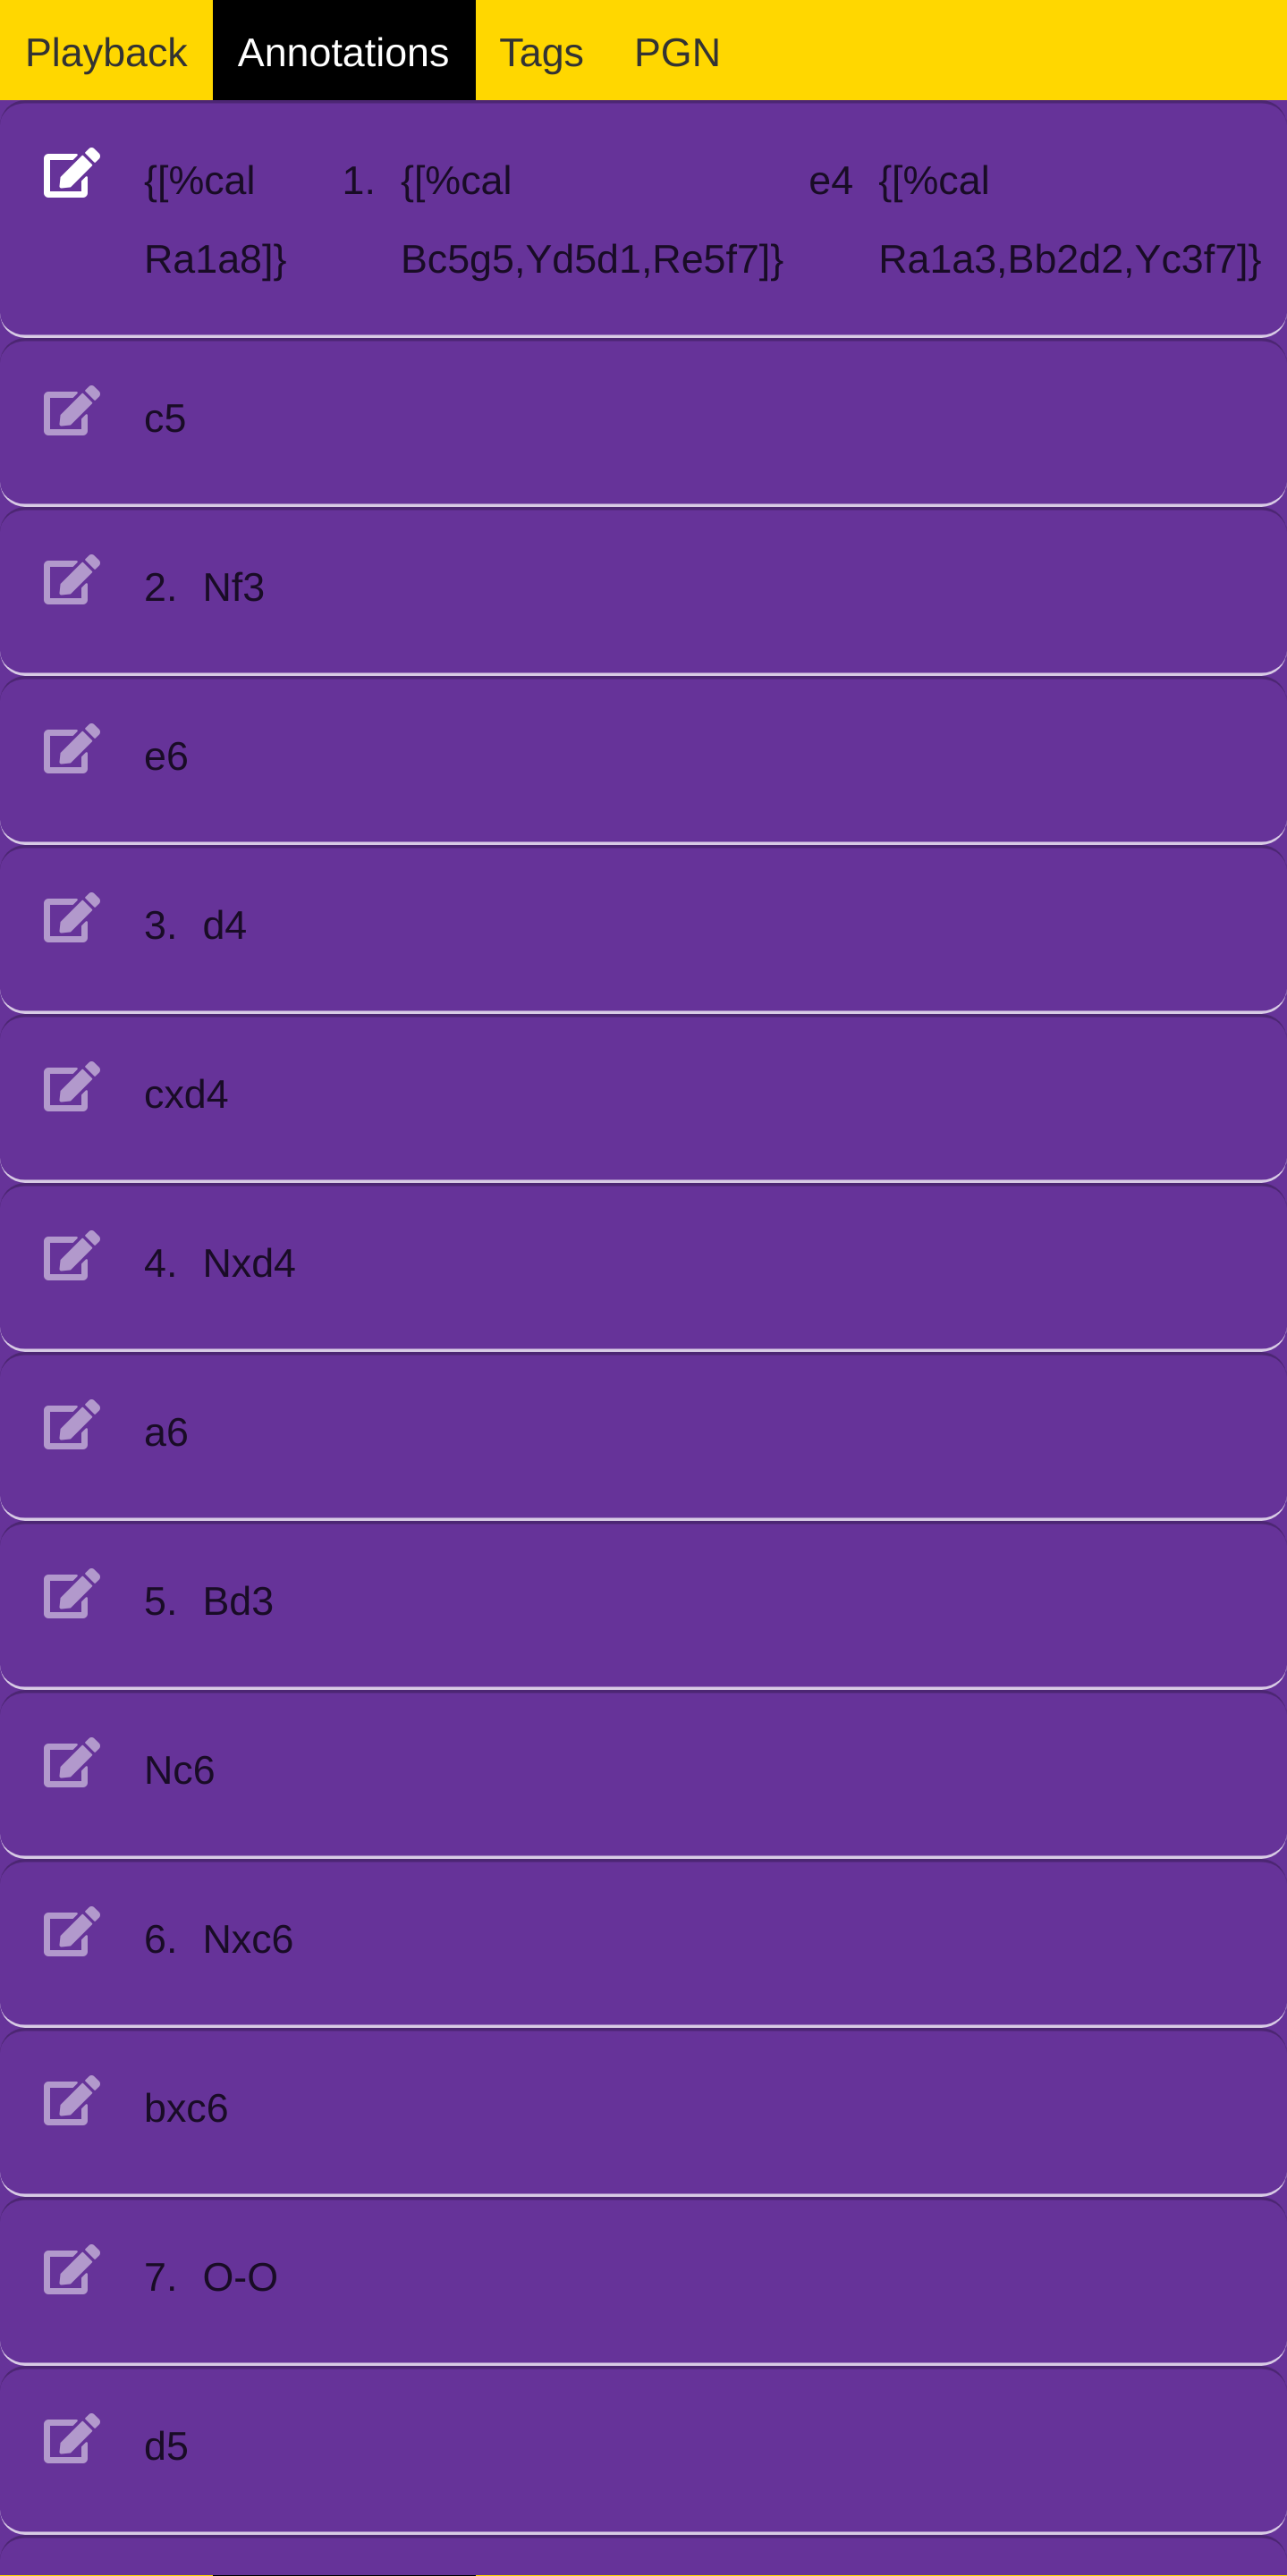 Playback Annotations Tags PGN
{[%cal 1. {[%cal e4 {[%cal
Ra1a8]} Bc5g5,Yd5d1,Re5f7]} Ra1a3,Bb2d2,Yc3f7]}
c5
2. Nf3
e6
3. d4
cxd4
4. Nxd4
a6
5. Bd3
Nc6
6. Nxc6
bxc6
7. O-O
d5